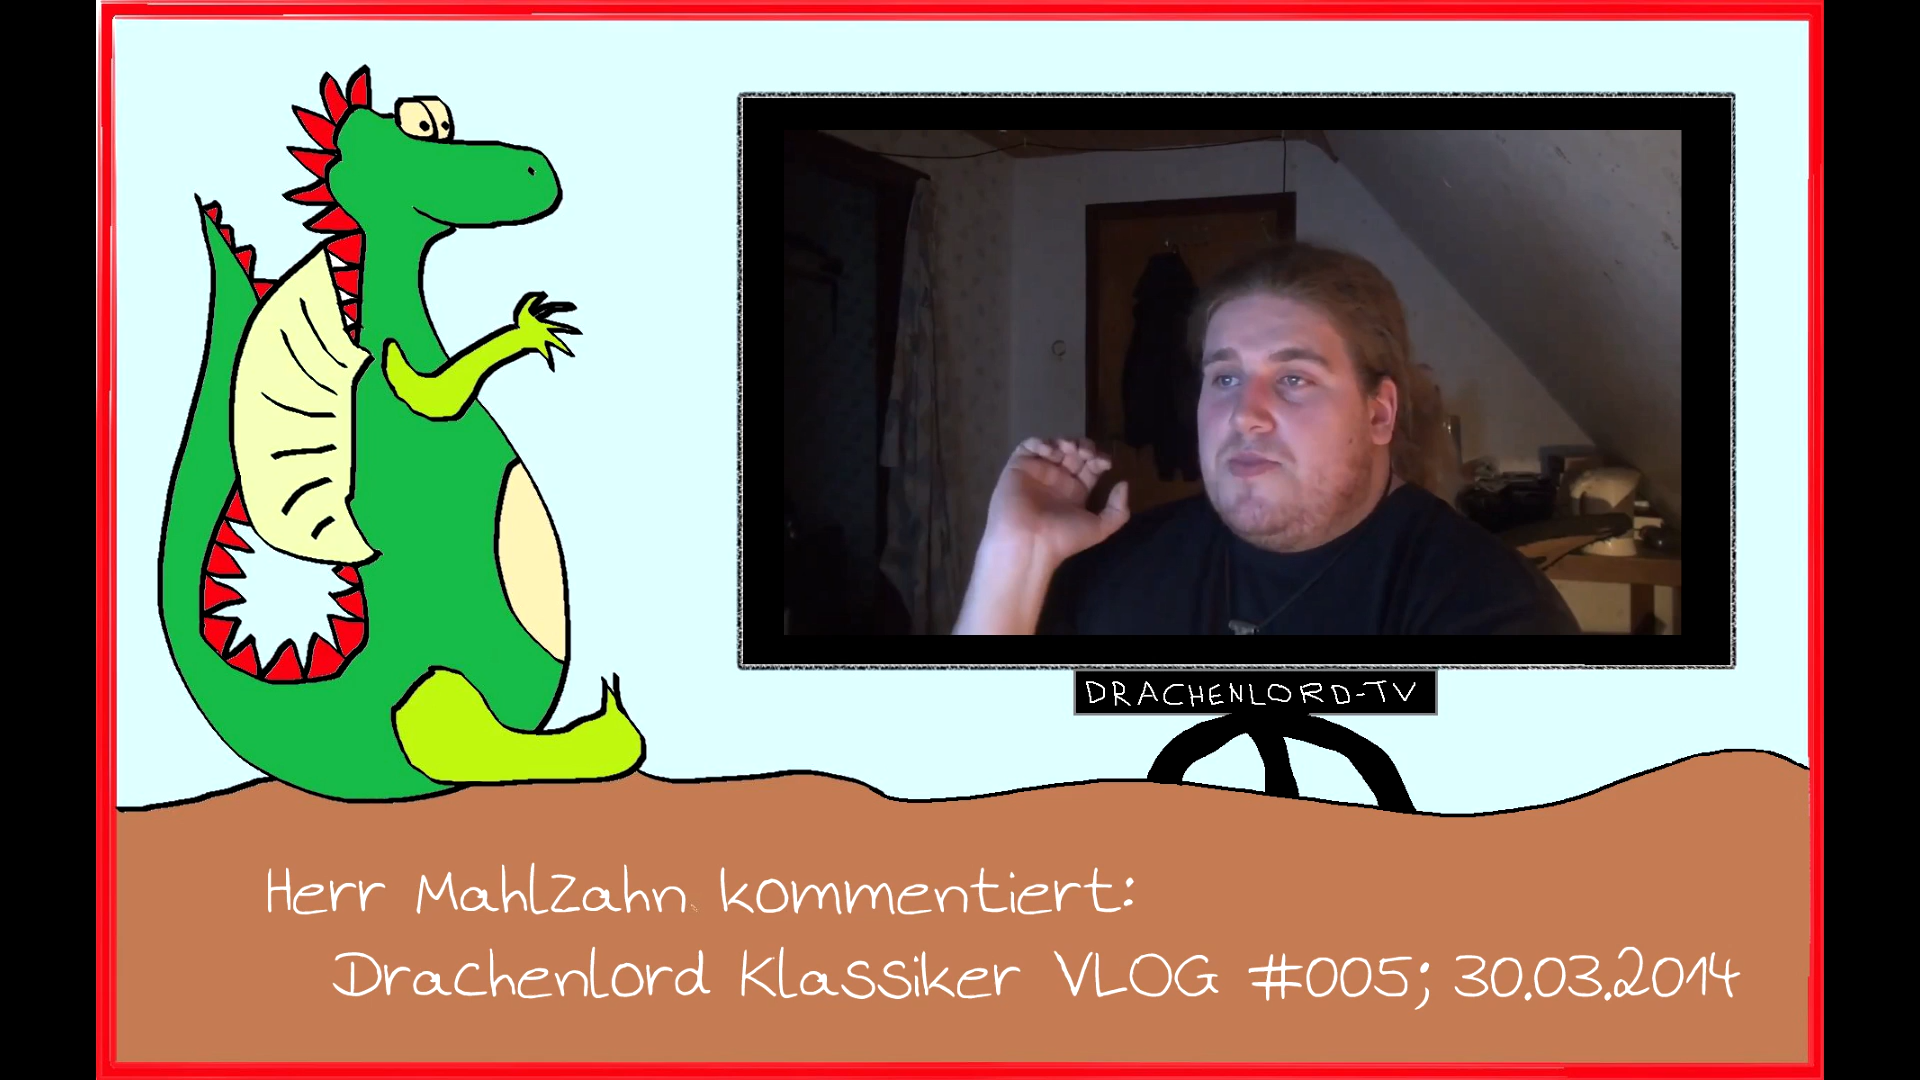 DRACHENLORD-TV
Herr Mahlzahn kommentiert:
Drachenlord Klassiker VLOG #005; 30.03.2014